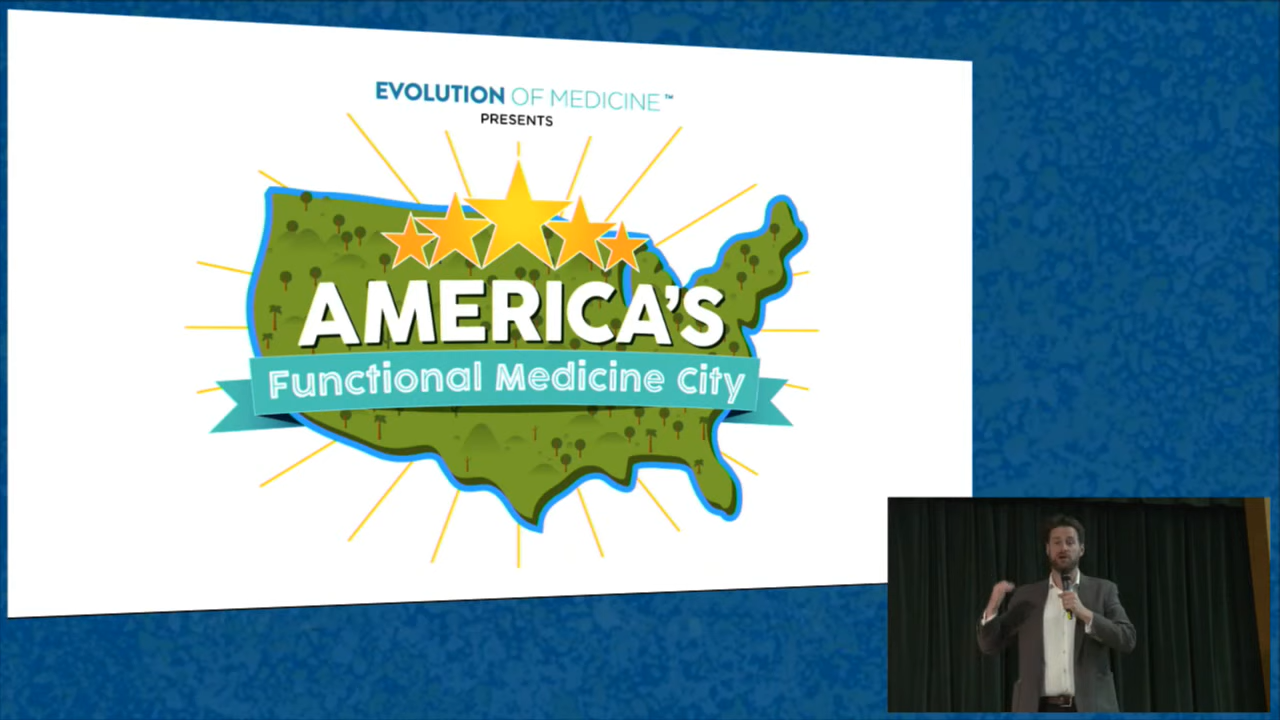 EVOLUTION OF MEDICINE™
PRESENTS
AMERICA'S
Functional Medicine City